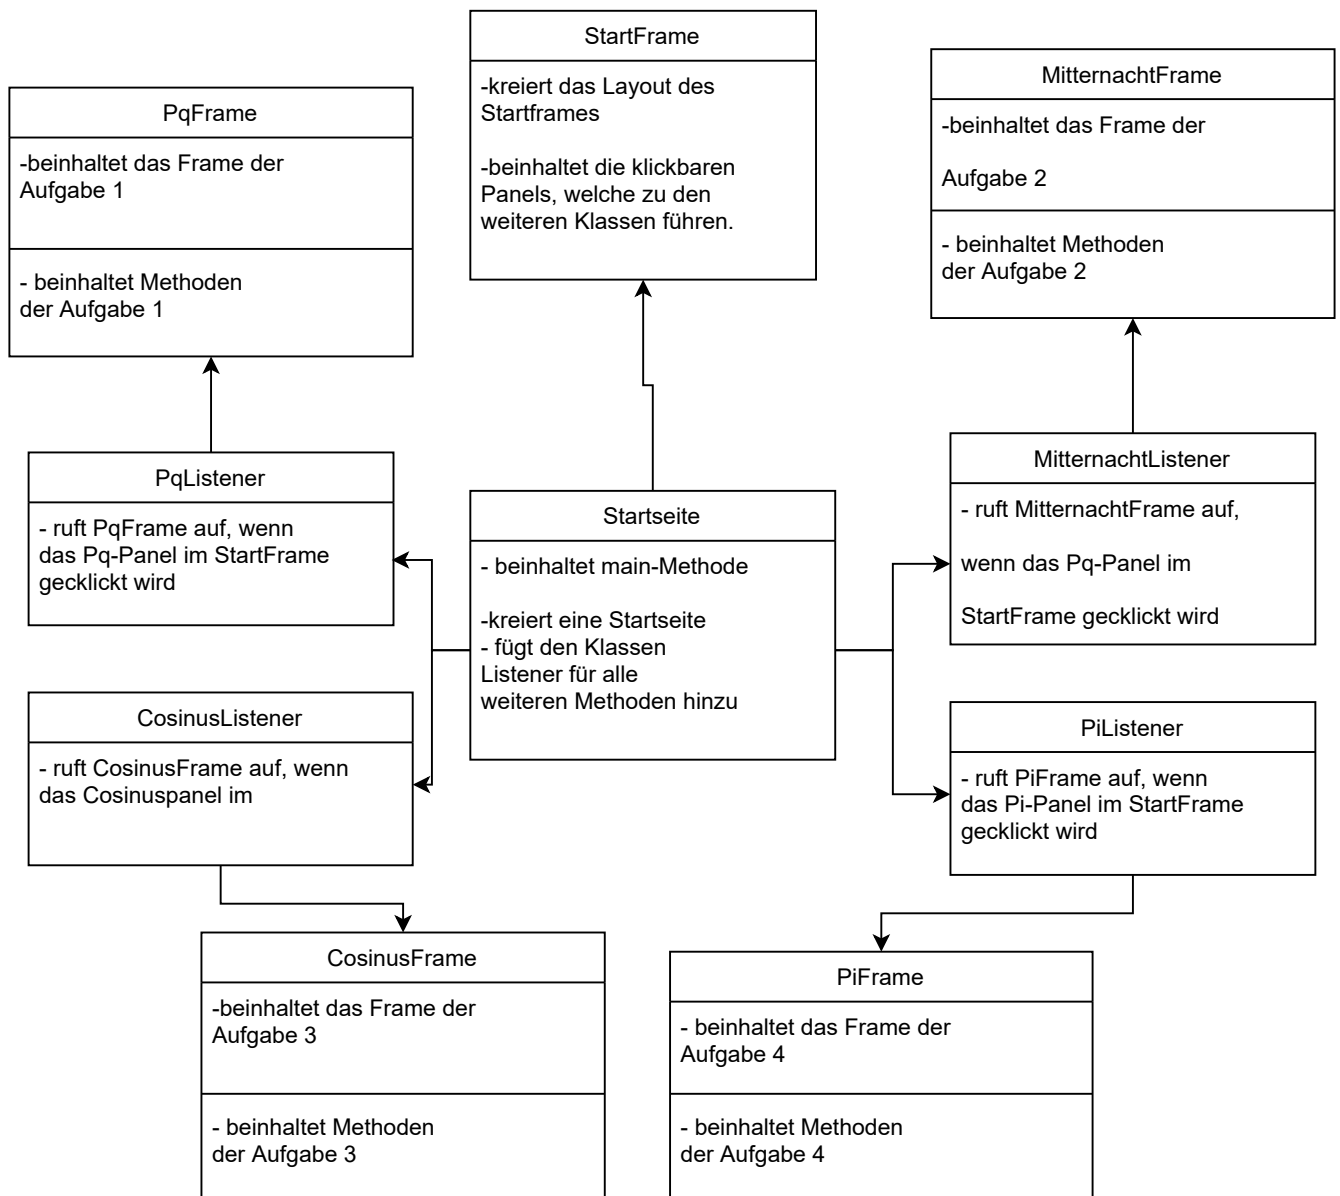 StartFrame
-kreiert das Layout des
Startframes
-beinhaltet die klickbaren
Panels, welche zu den
weiteren Klassen führen.
MitternachtFrame
-beinhaltet das Frame der
Aufgabe 2
- beinhaltet Methoden
der Aufgabe 2
PqFrame
-beinhaltet das Frame der
Aufgabe 1
- beinhaltet Methoden
der Aufgabe 1
PqListener
- ruft PqFrame auf, wenn
das Pq-Panel im StartFrame
gecklickt wird
Startseite
- beinhaltet main-Methode
-kreiert eine Startseite
- fügt den Klassen
Listener für alle
weiteren Methoden hinzu
MitternachtListener
- ruft MitternachtFrame auf,
wenn das Pq-Panel im
StartFrame gecklickt wird
CosinusListener
- ruft CosinusFrame auf, wenn
das Cosinuspanel im
PiListener
- ruft PiFrame auf, wenn
das Pi-Panel im StartFrame
gecklickt wird
CosinusFrame
-beinhaltet das Frame der
Aufgabe 3
- beinhaltet Methoden
der Aufgabe 3
PiFrame
- beinhaltet das Frame der
Aufgabe 4
- beinhaltet Methoden
der Aufgabe 4